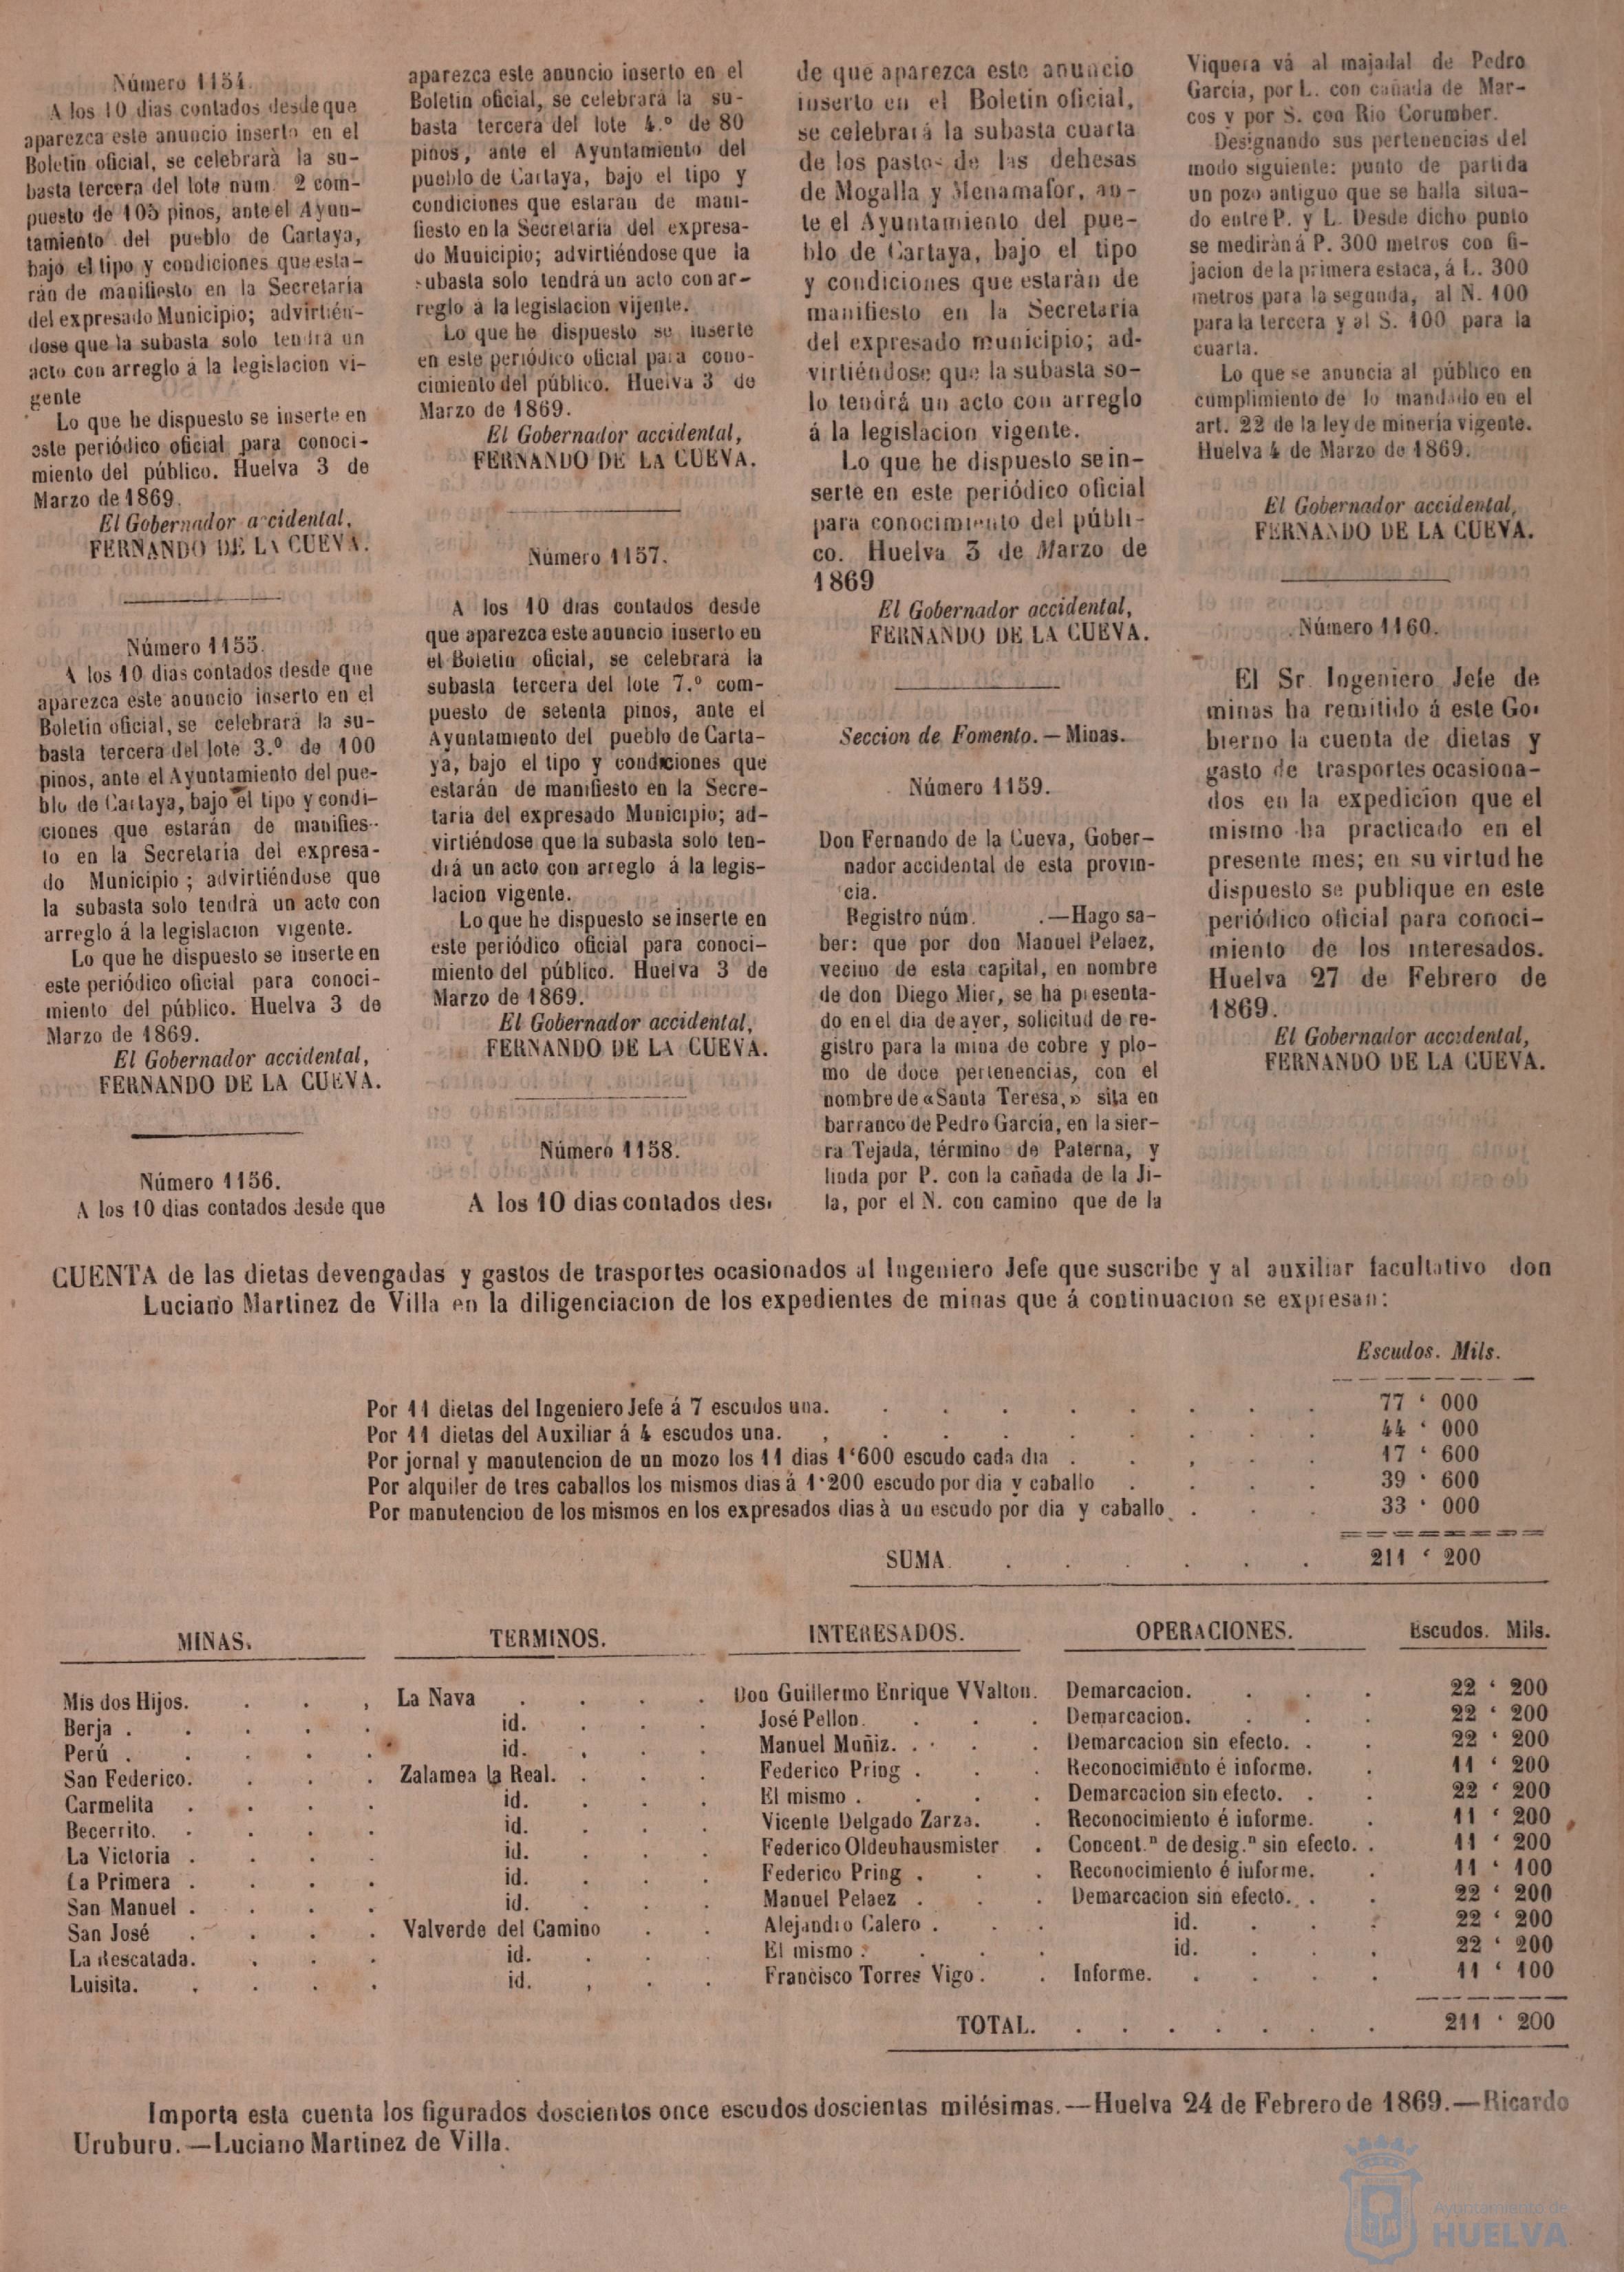 Número 1154.
A los 10 dias contados desde que
aparezca este anuncio inserto en el
Boletin oficial, se celebrarà la su-
basta tercera del lote num. 2 com-
puesto de 105 pinos, ante el Ayun-
tamiento del pueblo de Cartaya,
bajo el tipo y condiciones que esta-
rán de manifiesto en la Secretaría
del expresado Municipio; advirtién-
dose que la subasta solo tendrá un
acto con arreglo á la legislacion vi-
gente
Lo que he dispuesto se inserte en
este periódico oficial para conoci-
miento del público. Huelva 3 de
Marzo de 1869.
El Gobernador accidental,
FERNANDO DE LA CUEVA.
Número 1155.
A los 10 dias contados desde que
aparezca este anuncio inserto en el
Boletin oficial, se celebrará la su-
basta tercera del lote 3.º de 100
pinos, ante el Ayuntamiento del pue-
blo de Cartaya, bajo el tipo y condi-
ciones que estarán de manifies-
to en la Secretaría del expresa-
do Municipio; advirtiéndose que
la subasta solo tendrà un acto con
arreglo á la legislacion vigente.
Lo que he dispuesto se inserte en
este periódico oficial para conoci-
miento del público. Huelva 3 de
Marzo de 1869.
El Gobernador accidental,
FERNANDO DE LA CUEVA.
Número 1156.
A los 10 dias contados desde que
aparezca este anuncio inserto en el
Boletin oficial, se celebrará la su-
basta tercera del lote 4.º de 80
pinos, ante el Ayuntamiento del
pueblo de Cartaya, bajo el tipo y
condiciones que estarán de mani-
fiesto en la Secretaría del expresa-
do Municipio; advirtiéndose que la
subasta solo tendrà un acto con ar-
reglo à la legislacion vijente.
Lo que he dispuesto se inserte
en este periódico oficial para cono-
cimiento del público. Huelva 3 de
Marzo de 1869.
El Gobernador accidental,
FERNANDO DE LA CUEVA.
Número 1157.
A los 10 dias contados desde
que aparezca este anuncio inserto en
el Boletin oficial, se celebrará la
subasta tercera del lote 7.º com-
puesto de setenta pinos, ante el
Ayuntamiento del pueblo de Carta-
ya, bajo el tipo y condiciones que
estarán de manifiesto en la Secre-
taría del expresado Municipio; ad-
virtiéndose que la subasta solo ten-
drá un acto con arreglo á la legis-
lacion vigente.
Lo que he dispuesto se inserte en
este periódico oficial para conoci-
miento del público. Huelva 3 de
Marzo de 1869.
El Gobernador accidental,
FERNANDO DE LA CUEVA.
Número 1158.
A los 10 dias contados des-
de que aparezca este anuncio
inserto en el Boletin oficial,
se celebrará la subasta cuarta
de los pastos de las dehesas
de Mogalla y Menamafor, an-
te el Ayuntamiento del pue-
blo de Cartaya, bajo el tipo
y condiciones que estaràn de
manifiesto en la Secretaría
del expresado municipio; ad-
virtiéndose que la subasta so-
lo tendrá un acto con arreglo
á la legislacion vigente.
Lo que he dispuesto se in-
serte en este periódico oficial
para conocimiento del públi-
co. Huelva 3 de Marzo de
1869
El Gobernador accidental,
FERNANDO DE LA CUEVA.
Seccion de Fomento.—Minas.
Número 1159.
Don Fernando de la Cueva, Gober-
nador accidental de esta provin-
cia.
Registro núm. .—Hago sa-
ber: que por don Manuel Pelaez,
vecino de esta capital, en nombre
de don Diego Mier, se ha presenta-
do en el dia de ayer, solicitud de re-
gistro para la mina de cobre y plo-
mo de doce pertenencias, con el
nombre de «Santa Teresa,» sita en
barranco de Pedro García, en la sier-
ra Tejada, término de Paterna, y
linda por P. con la cañada de la Ji-
la, por el N. con camino que de la
Viquera vá al majadal de Pedro
García, por L. con cañada de Mar-
cos y por S. con Rio Corumber.
Designando sus pertenencias del
modo siguiente: punto de partida
un pozo antiguo que se halla situa-
do entre P. y L. Desde dicho punto
se mediràn á P. 300 metros con fi-
jacion de la primera estaca, á L. 300
metros para la segunda, al N. 100
para la tercera y al S. 100 para la
cuarta.
Lo que se anuncia al público en
cumplimiento de lo mandado en el
art. 22 de la ley de minería vigente.
Huelva 4 de Marzo de 1869.
El Gobernador accidental,
FERNANDO DE LA CUEVA.
Número 1160.
El Sr. Ingeniero Jefe de
minas ha remitido á este Go-
bierno la cuenta de dietas y
gasto de trasportes ocasiona-
dos en la expedicion que el
mismo ha practicado en el
presente mes; en su virtud he
dispuesto se publique en este
periódico oficial para conoci-
miento de los interesados.
Huelva 27 de Febrero de
1869.
El Gobernador accidental,
FERNANDO DE LA CUEVA.
CUENTA de las dietas devengadas y gastos de trasportes ocasionados al Ingeniero Jefe que suscribe y al auxiliar facultativo don
Luciano Martinez de Villa en la diligenciacion de los expedientes de minas que á continuacion se expresan:
Escudos. Mils.
Por 11 dietas del Ingeniero Jefe á 7 escudos una. 77 ‘ 000
Por 11 dietas del Auxiliar á 4 escudos una. 44 ‘ 000
Por jornal y manutencion de un mozo los 11 dias 1‘600 escudo cada dia . 17 ‘ 600
Por alquiler de tres caballos los mismos dias á 1‘200 escudo por dia y caballo 39 ‘ 600
Por manutencion de los mismos en los expresados dias à un escudo por dia y caballo . 33 ‘ 000
SUMA. 211 ‘ 200
MINAS. TERMINOS. INTERESADOS. OPERACIONES. Escudos. Mils.
Mis dos Hijos. La Nava Don Guillermo Enrique VValton. Demarcacion. 22 ‘ 200
Berja . id. José Pellon. Demarcacion. 22 ‘ 200
Perú . id. Manuel Muñiz. Demarcacion sin efecto. 22 ‘ 200
San Federico. Zalamea la Real. Federico Pring . Reconocimiento é informe. 11 ‘ 200
Carmelita . id. El mismo . Demarcacion sin efecto. 22 ‘ 200
Becerrito. id. Vicente Delgado Zarza. Reconocimiento é informe. 11 ‘ 200
La Victoria . id. Federico Oldenhausmister . Concent.ⁿ de desig.ⁿ sin efecto. 11 ‘ 200
La Primera . id. Federico Pring . Reconocimiento é informe. 11 ‘ 100
San Manuel . id. Manuel Pelaez . Demarcacion sin efecto. 22 ‘ 200
San José . Valverde del Camino Alejandro Calero . id. 22 ‘ 200
La Rescatada. id. El mismo . id. 22 ‘ 200
Luisita. id. Francisco Torres Vigo . Informe. 11 ‘ 100
TOTAL. 211 ‘ 200
Importa esta cuenta los figurados doscientos once escudos doscientas milésimas.—Huelva 24 de Febrero de 1869.—Ricardo
Uruburu.—Luciano Martinez de Villa.
Ayuntamiento de
HUELVA